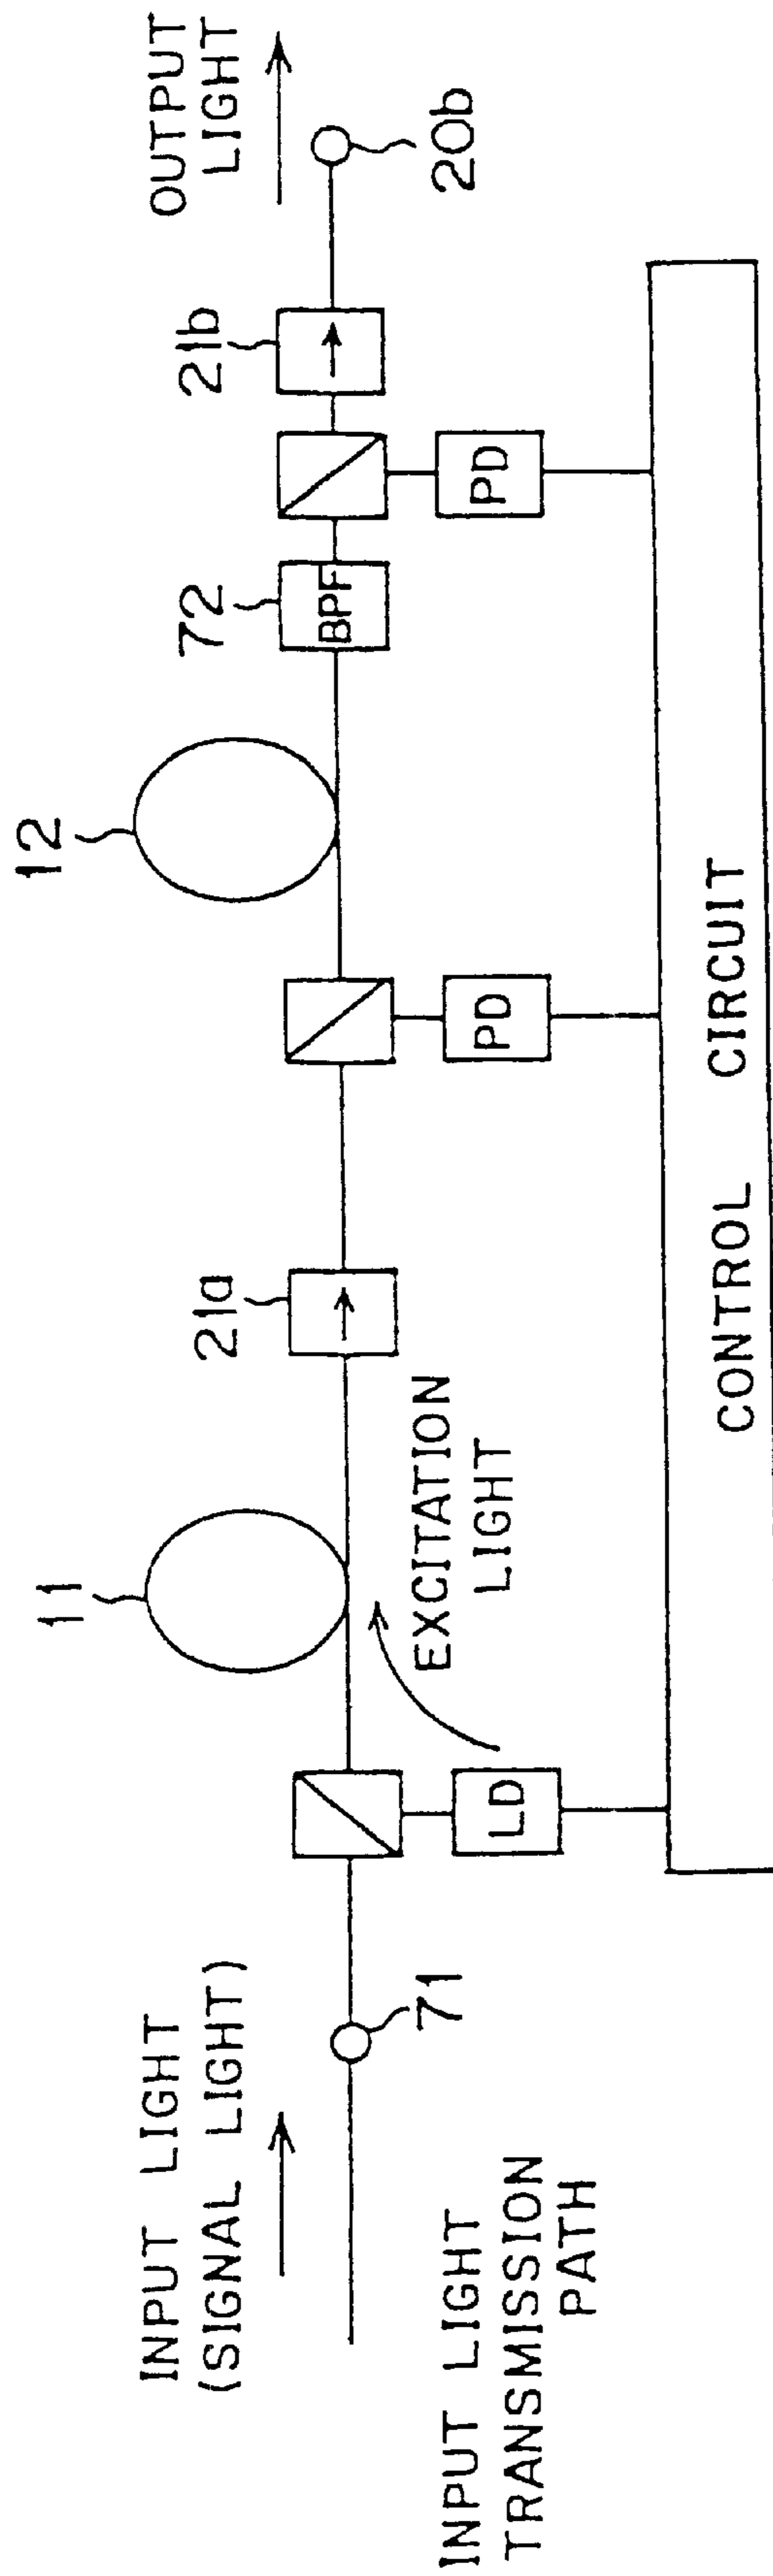 INPUT LIGHT
(SIGNAL LIGHT)
INPUT LIGHT
TRANSMISSION
PATH
71
LD
11
EXCITATION
LIGHT
21a
PD
12
72
BPF
PD
21b
20b
OUTPUT
LIGHT
CONTROL CIRCUIT